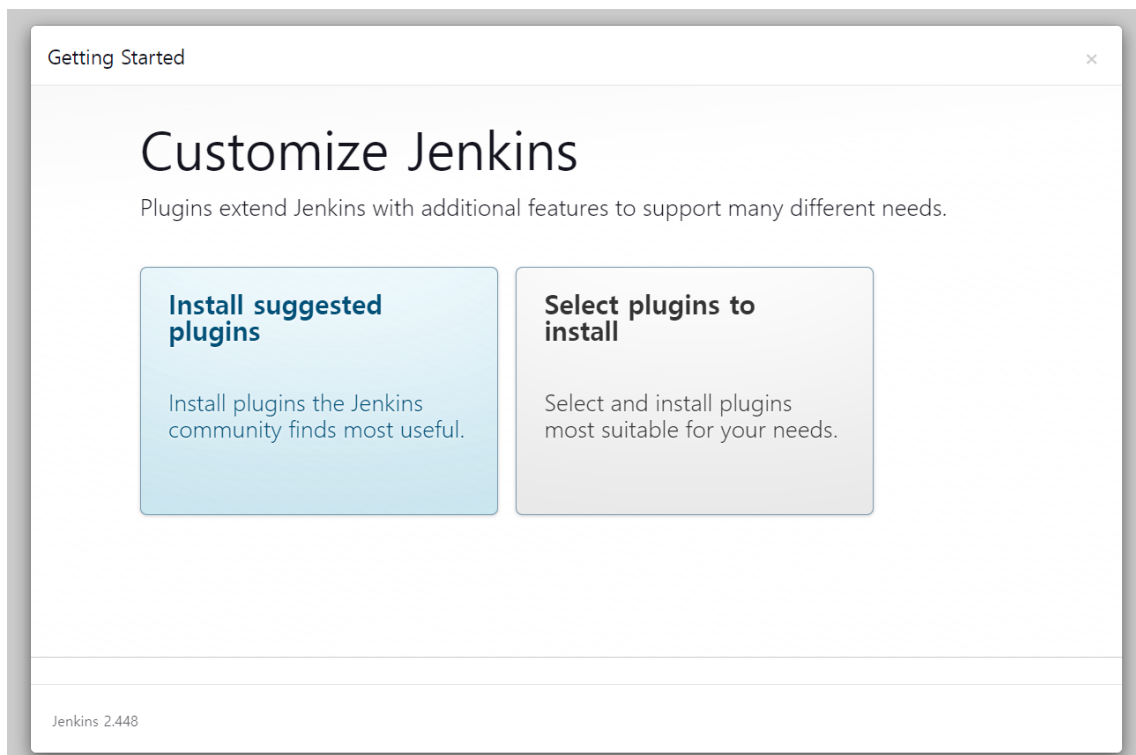 Getting Started
×
Customize Jenkins
Plugins extend Jenkins with additional features to support many different needs.
Install suggested
plugins
Install plugins the Jenkins
community finds most useful.
Select plugins to
install
Select and install plugins
most suitable for your needs.
Jenkins 2.448